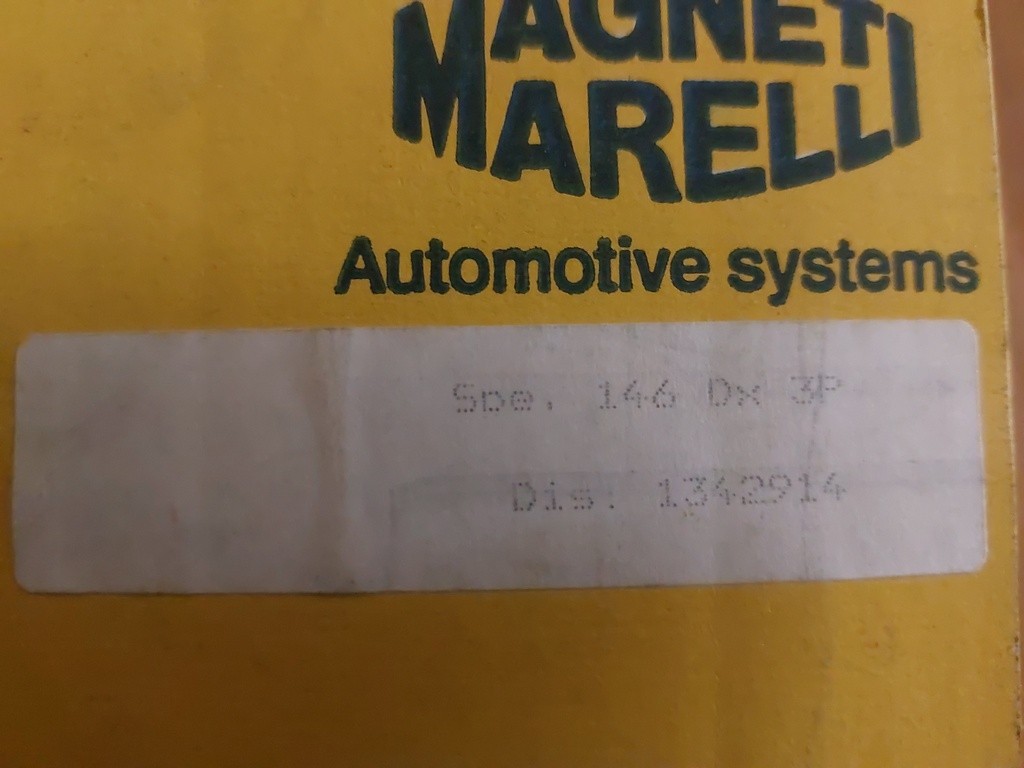 MAGNETI
MARELLI
Automotive systems
Spe. 146 Dx 3P
Dis. 1342914